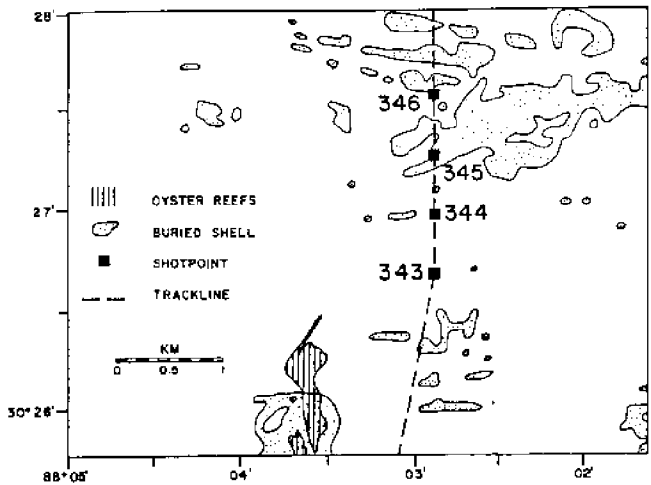 28'
346
345
27'
344
OYSTER REEFS
BURIED SHELL
SHOTPOINT
343
TRACKLINE
KM
0 0.5 1
30°26'
88°05' 04' 03' 02'